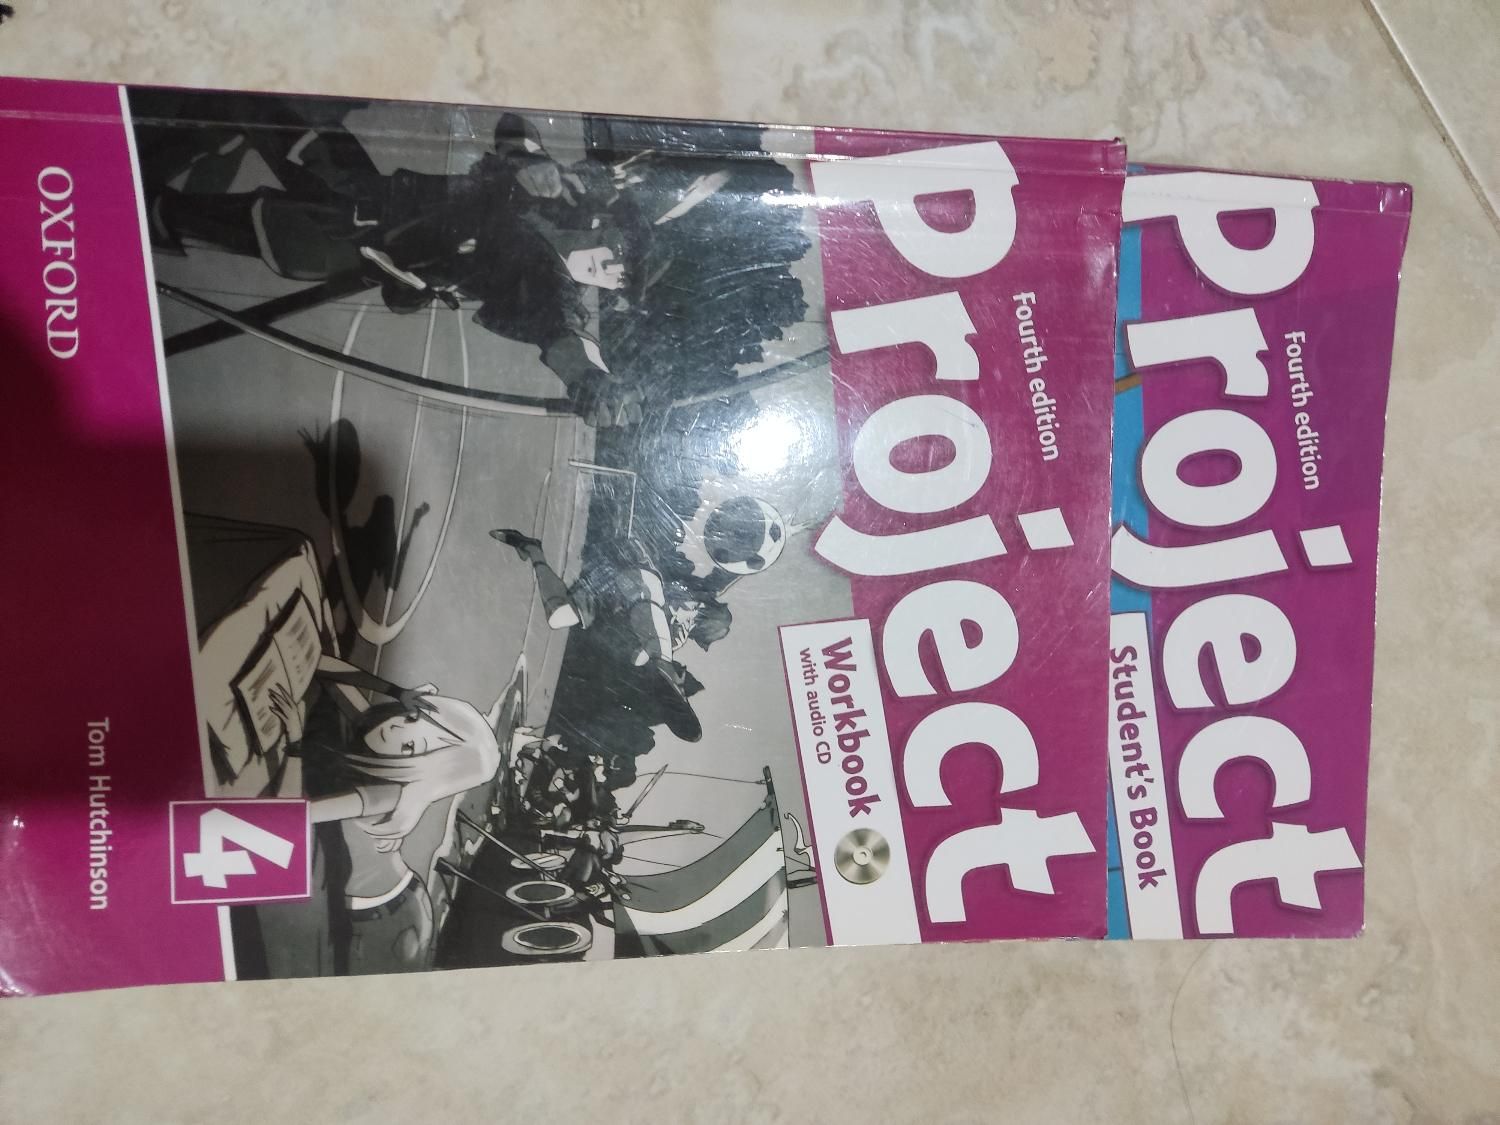 Project
Fourth edition
Workbook
with audio CD
4
Tom Hutchinson
OXFORD
Project
Fourth edition
Student's Book